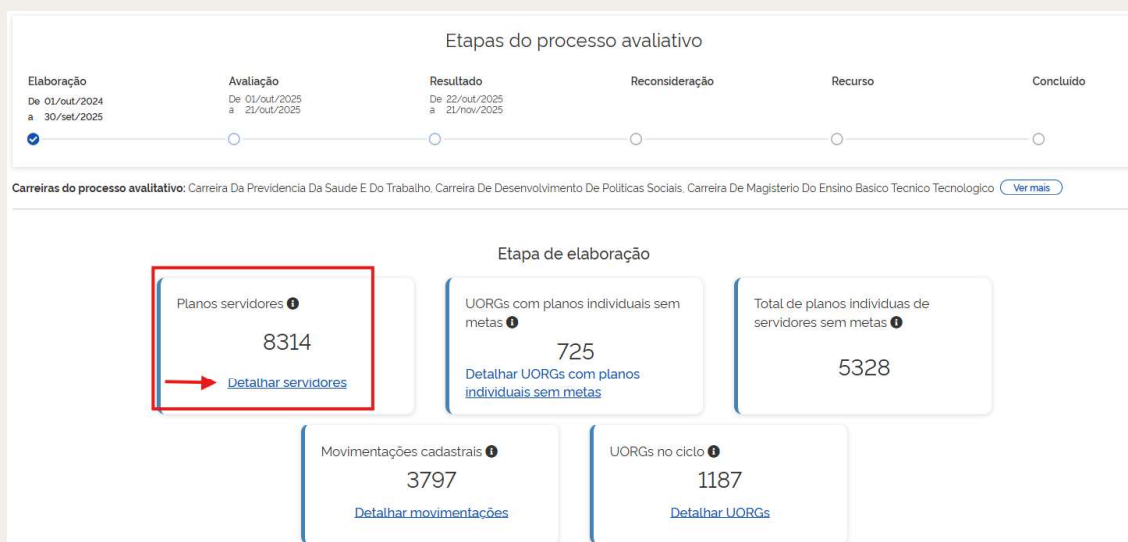 Etapas do processo avaliativo
Elaboração
De 01/out/2024
a 30/set/2025
Avaliação
De 01/out/2025
a 21/out/2025
Resultado
De 22/out/2025
a 21/nov/2025
Reconsideração
Recurso
Concluído
Carreiras do processo avalitativo: Carreira Da Previdencia Da Saude E Do Trabalho, Carreira De Desenvolvimento De Politicas Sociais, Carreira De Magisterio Do Ensino Basico Tecnico Tecnologico Ver mais
Etapa de elaboração
Planos servidores
8314
Detalhar servidores
UORGs com planos individuais sem
metas
725
Detalhar UORGs com planos
individuais sem metas
Total de planos individuas de
servidores sem metas
5328
Movimentações cadastrais
3797
Detalhar movimentações
UORGs no ciclo
1187
Detalhar UORGs